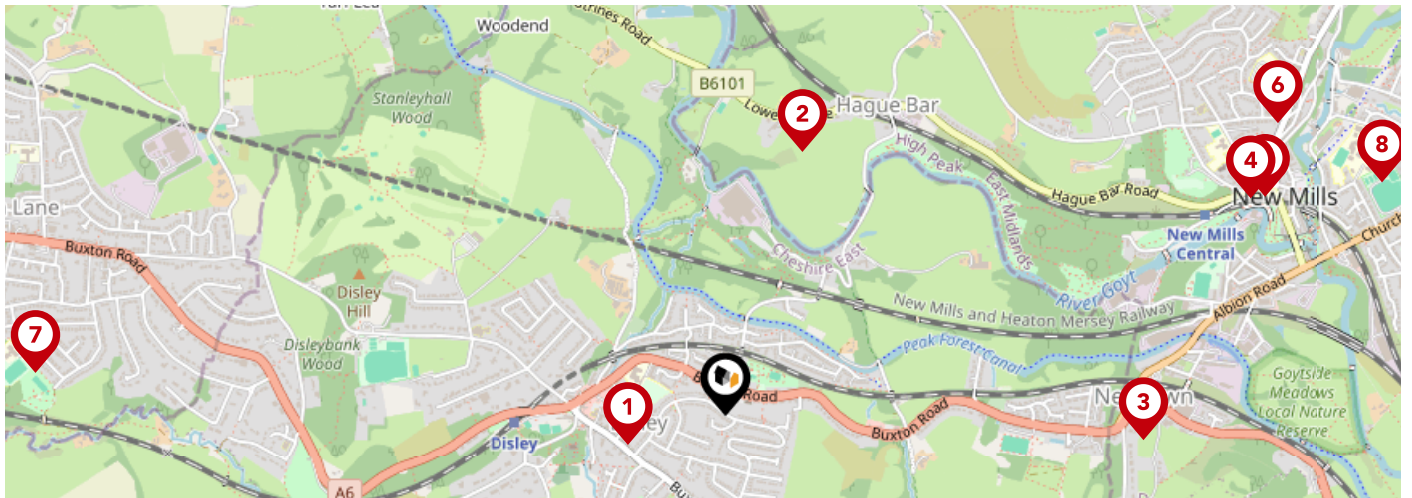 Woodend
Strines Road
B6101
Stanleyhall
Wood
Hague Bar
6
2
High Peak
East Midlands
Hague Bar Road
4
8
New Mills
Lane
Buxton Road
Cheshire East
New Mills
Central
Church
River Goyt
Disley
Hill
New Mills and Heaton Mersey Railway
Albion Road
7
Disleybank
Wood
Peak Forest Canal
Goytside
Meadows
Local Nature
Reserve
Road
1
3
Buxton Road
Disley
A6